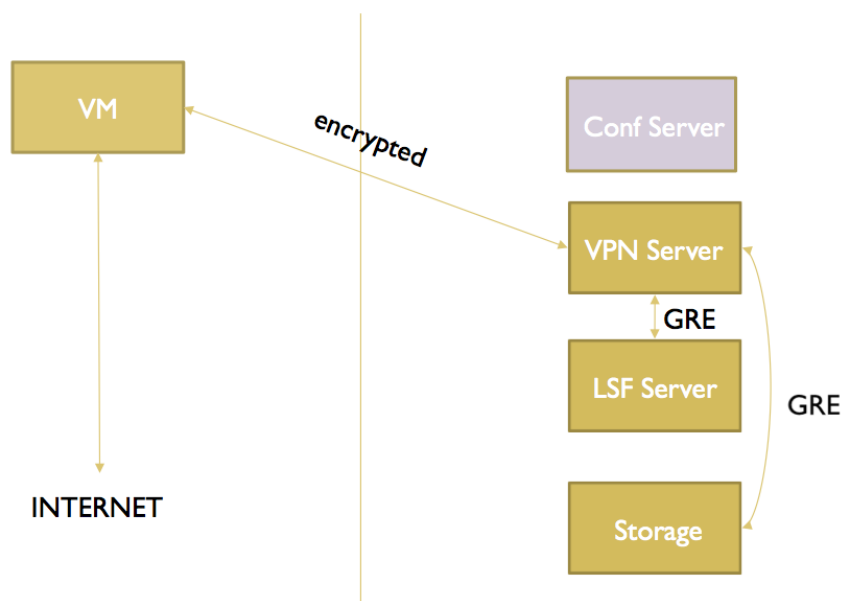 VM
encrypted
Conf Server
VPN Server
GRE
LSF Server
GRE
INTERNET
Storage